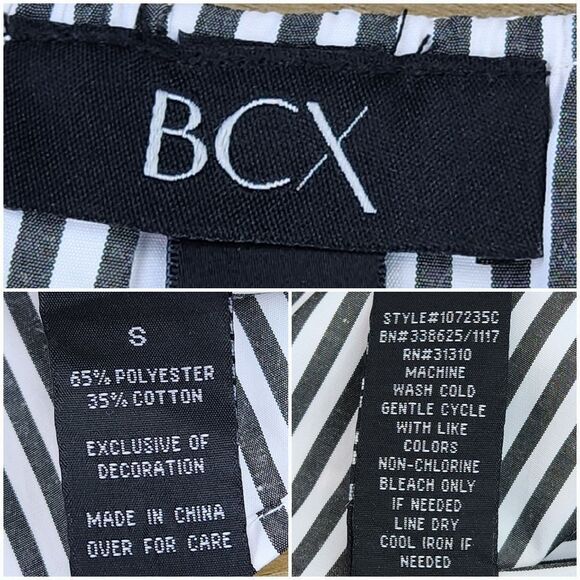 BCX
S
65% POLYESTER
35% COTTON
EXCLUSIVE OF
DECORATION
MADE IN CHINA
OVER FOR CARE
STYLE#107235C
BN#338625/1117
RN#31310
MACHINE
WASH COLD
GENTLE CYCLE
WITH LIKE
COLORS
NON-CHLORINE
BLEACH ONLY
IF NEEDED
LINE DRY
COOL IRON IF
NEEDED